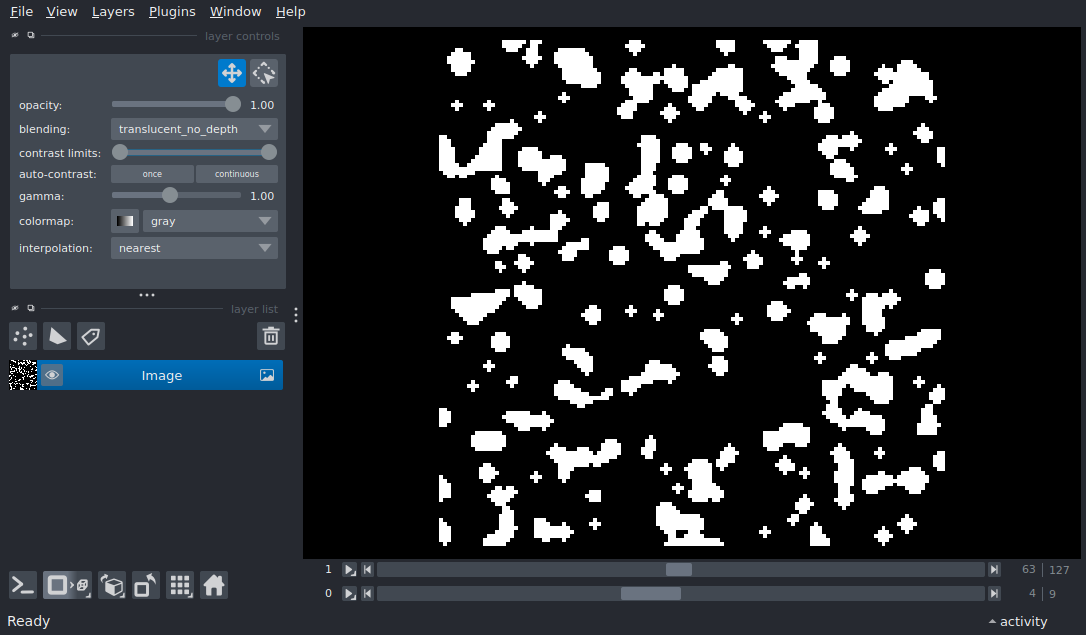 File View Layers Plugins Window Help
layer controls
opacity: 1.00
blending: translucent_no_depth
contrast limits:
auto-contrast: once continuous
gamma: 1.00
colormap: gray
interpolation: nearest
layer list
Image
1 63 127
0 4 9
Ready activity